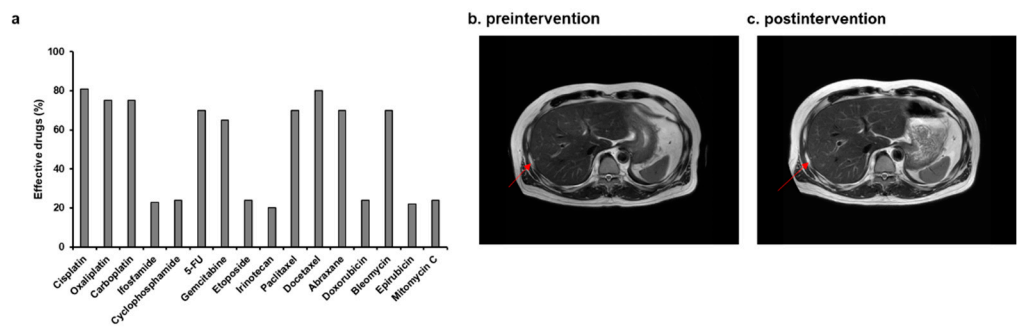 a
b. preintervention
c. postintervention
Effective drugs (%)
100
80
60
40
20
0
Cisplatin
Oxaliplatin
Carboplatin
Ifosfamide
Cyclophosphamide
5-FU
Gemcitabine
Etoposide
Irinotecan
Paclitaxel
Docetaxel
Abraxane
Doxorubicin
Bleomycin
Epirubicin
Mitomycin C